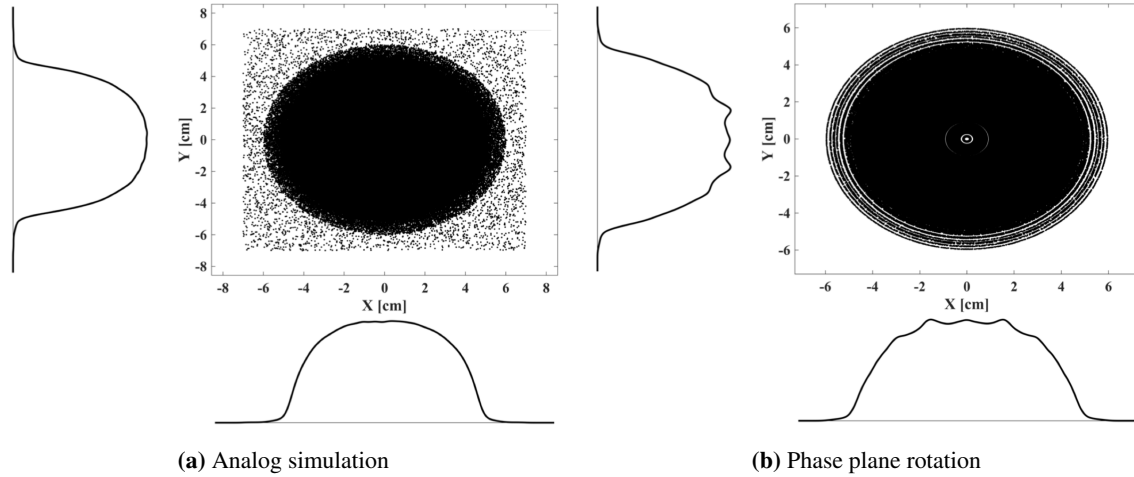 8
6
4
2
0
-2
-4
-6
-8
Y [cm]
-8 -6 -4 -2 0 2 4 6 8
X [cm]
(a) Analog simulation
6
4
2
0
-2
-4
-6
Y [cm]
-6 -4 -2 0 2 4 6
X [cm]
(b) Phase plane rotation